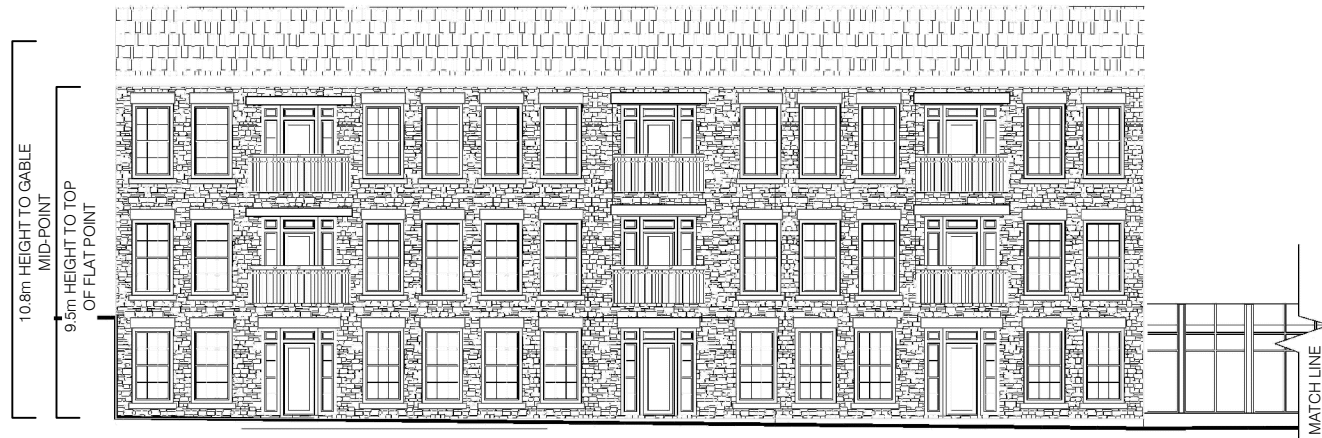 10.8m HEIGHT TO GABLE
MID-POINT
9.5m HEIGHT TO TOP
OF FLAT POINT
MATCH LINE